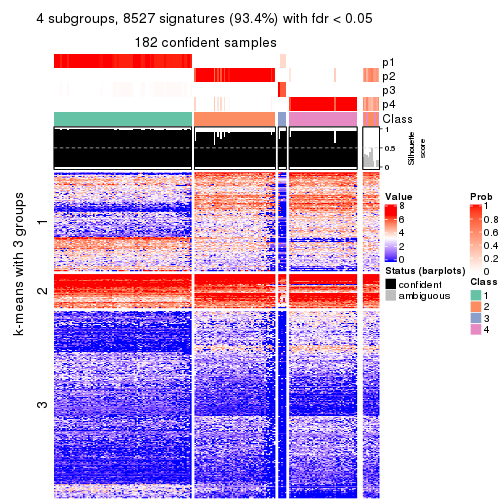 4 subgroups, 8527 signatures (93.4%) with fdr < 0.05
182 confident samples
p1
p2
p3
p4
Class
1
0.5
0
Silhouette
score
k-means with 3 groups
1
2
3
Value
8
6
4
2
0
Status (barplots)
confident
ambiguous
Prob
1
0.8
0.6
0.4
0.2
0
Class
1
2
3
4